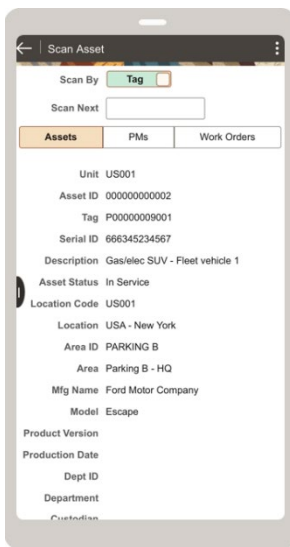 Scan Asset
Scan By Tag
Scan Next
Assets PMs Work Orders
Unit US001
Asset ID 000000000002
Tag P00000009001
Serial ID 666345234567
Description Gas/elec SUV - Fleet vehicle 1
Asset Status In Service
Location Code US001
Location USA - New York
Area ID PARKING B
Area Parking B - HQ
Mfg Name Ford Motor Company
Model Escape
Product Version
Production Date
Dept ID
Department
Custodian